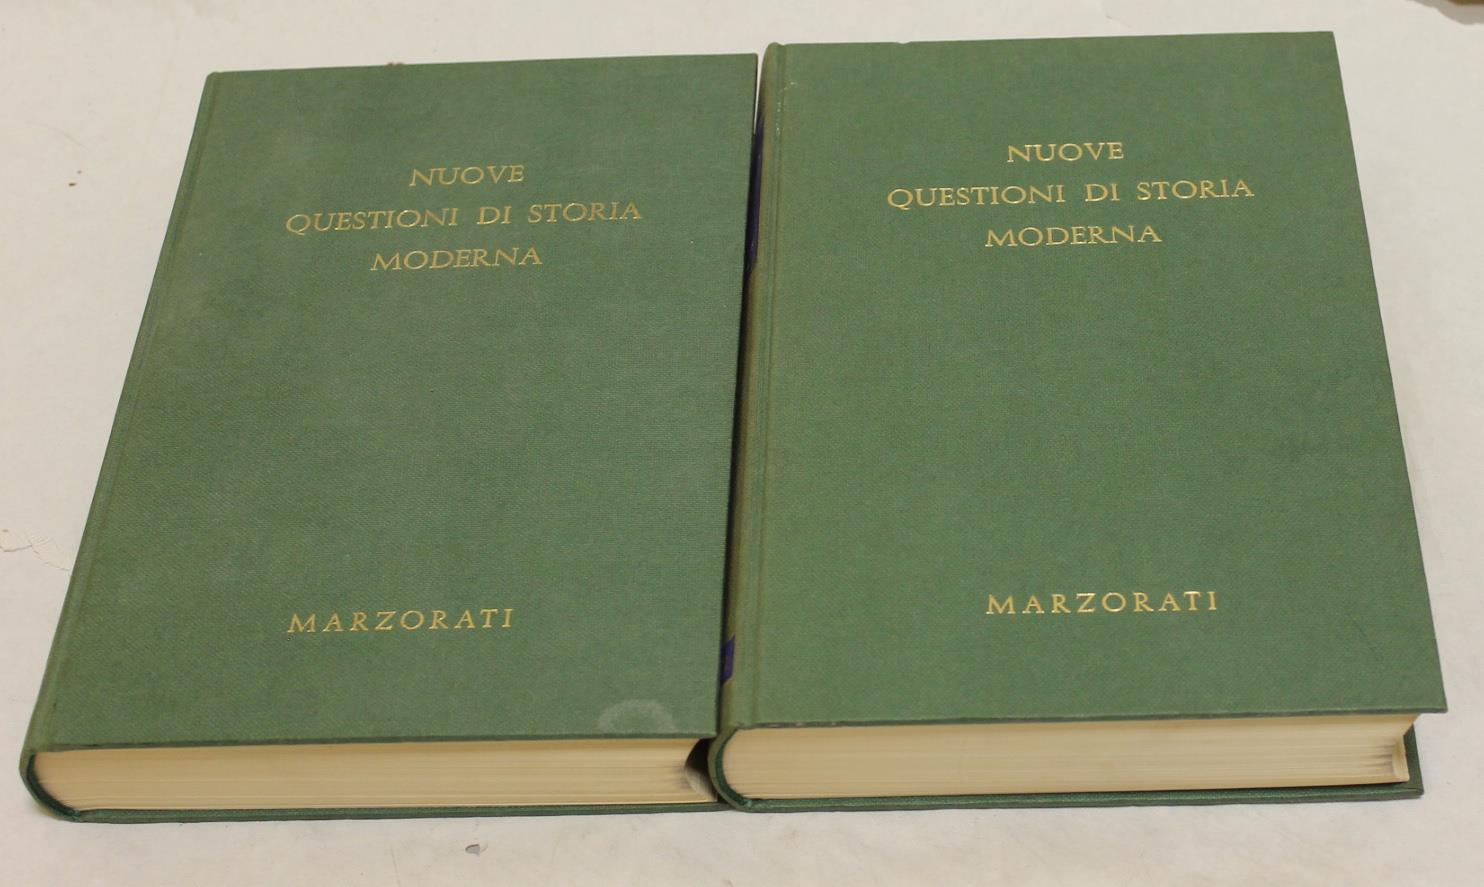 NUOVE
QUESTIONI DI STORIA
MODERNA
MARZORATI
NUOVE
QUESTIONI DI STORIA
MODERNA
MARZORATI